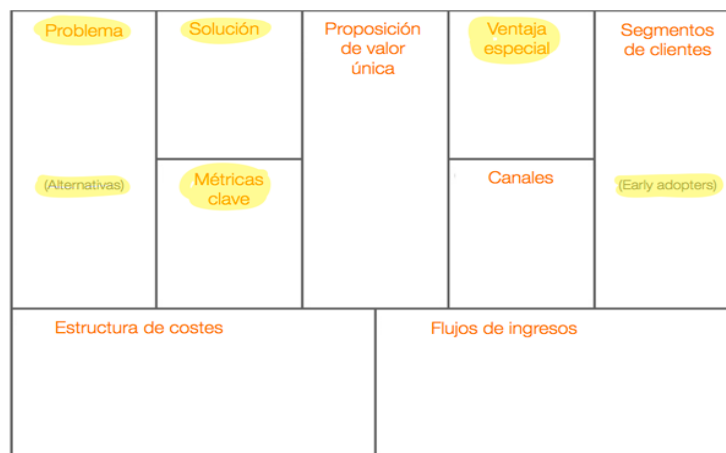 Problema
(Alternativas)
Solución
Métricas
clave
Proposición
de valor
única
Ventaja
especial
Canales
Segmentos
de clientes
(Early adopters)
Estructura de costes
Flujos de ingresos